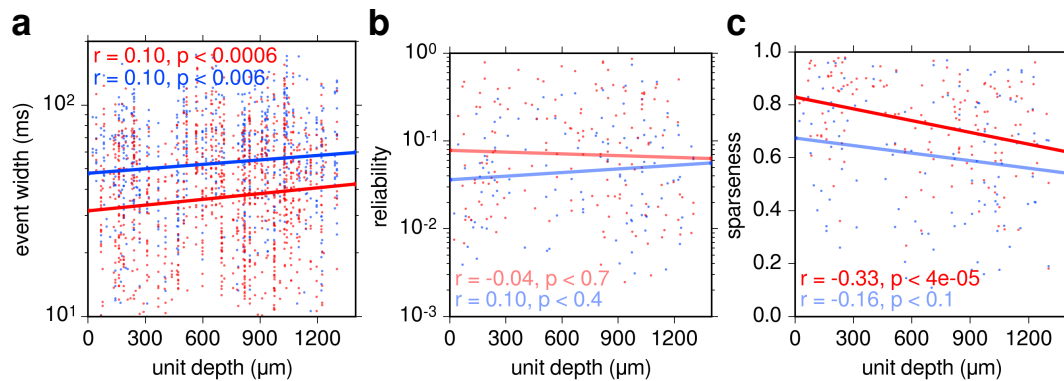 a
r = 0.10, p < 0.0006
r = 0.10, p < 0.006
event width (ms)
10²
10¹
0 300 600 900 1200
unit depth (µm)
b
reliability
10⁰
10⁻¹
10⁻²
10⁻³
r = -0.04, p < 0.7
r = 0.10, p < 0.4
0 300 600 900 1200
unit depth (µm)
c
sparseness
1.0
0.8
0.6
0.4
0.2
0.0
r = -0.33, p < 4e-05
r = -0.16, p < 0.1
0 300 600 900 1200
unit depth (µm)